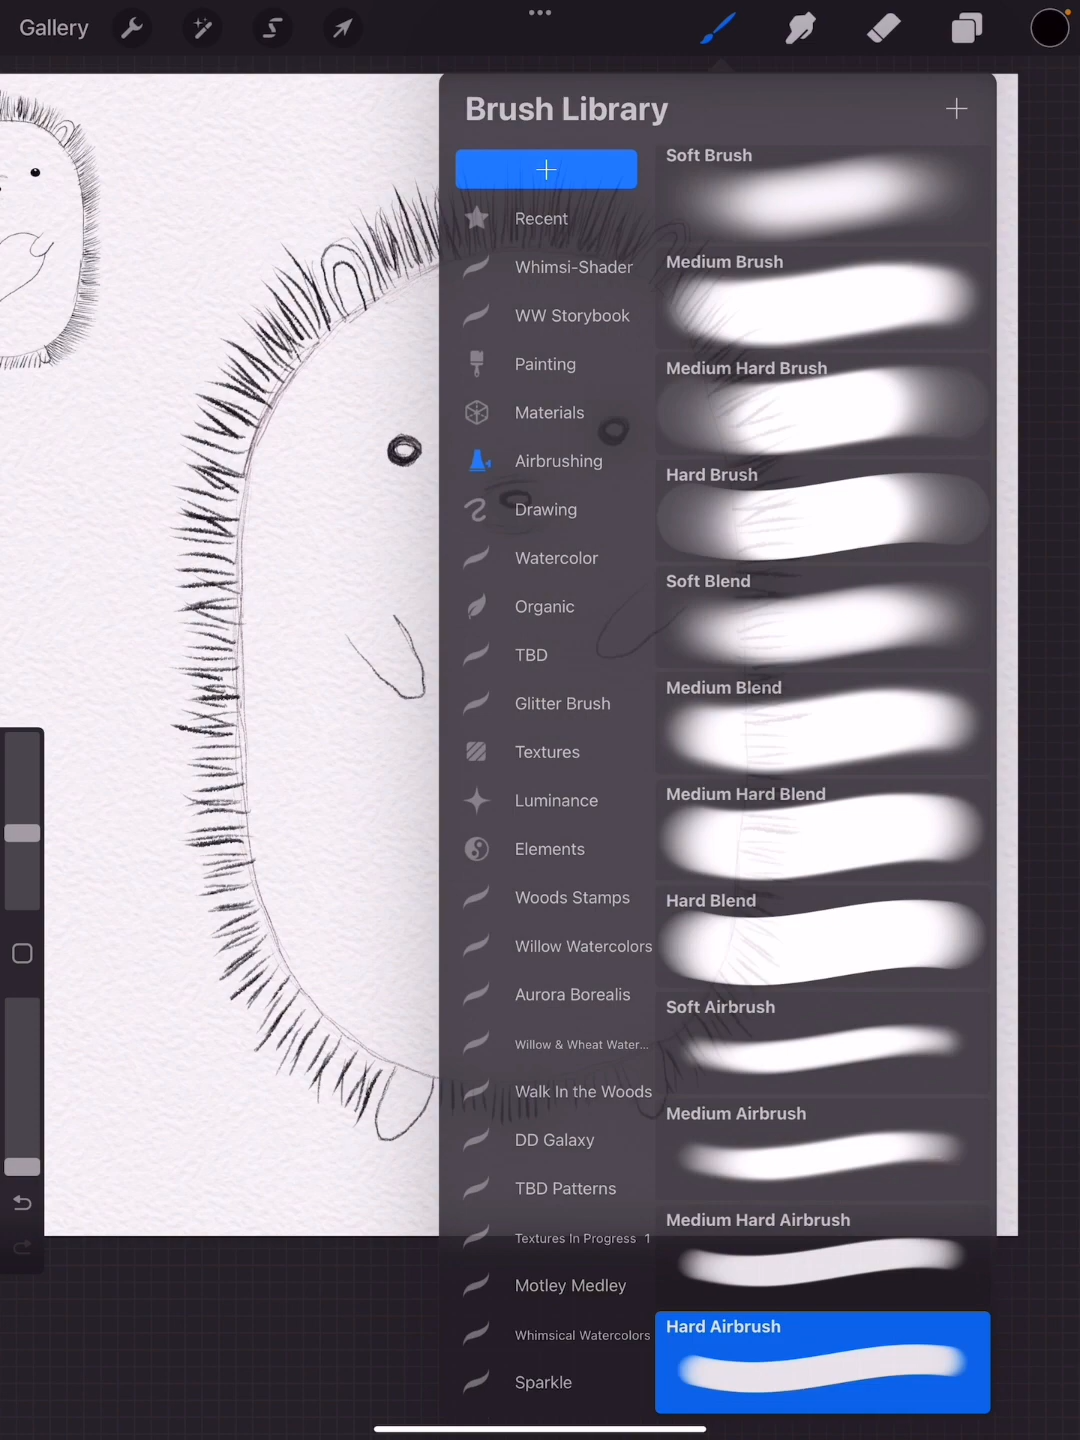 Gallery
Brush Library
Recent
Whimsi-Shader
WW Storybook
Painting
Materials
Airbrushing
Drawing
Watercolor
Organic
TBD
Glitter Brush
Textures
Luminance
Elements
Woods Stamps
Willow Watercolors
Aurora Borealis
Willow & Wheat Water...
Walk In the Woods
DD Galaxy
TBD Patterns
Textures In Progress 1
Motley Medley
Whimsical Watercolors
Sparkle
Soft Brush
Medium Brush
Medium Hard Brush
Hard Brush
Soft Blend
Medium Blend
Medium Hard Blend
Hard Blend
Soft Airbrush
Medium Airbrush
Medium Hard Airbrush
Hard Airbrush